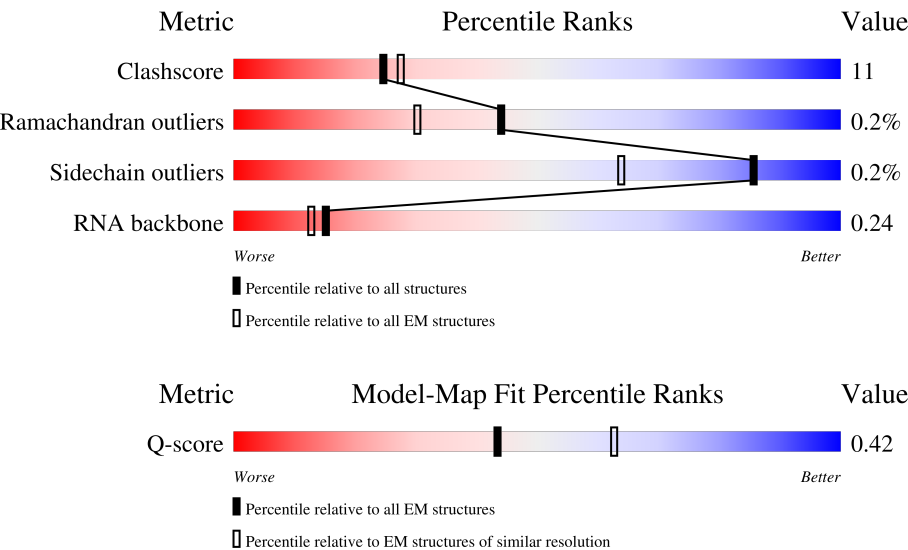 Metric Percentile Ranks Value
Clashscore 11
Ramachandran outliers 0.2%
Sidechain outliers 0.2%
RNA backbone 0.24
Worse Better
Percentile relative to all structures
Percentile relative to all EM structures
Metric Model-Map Fit Percentile Ranks Value
Q-score 0.42
Worse Better
Percentile relative to all EM structures
Percentile relative to EM structures of similar resolution